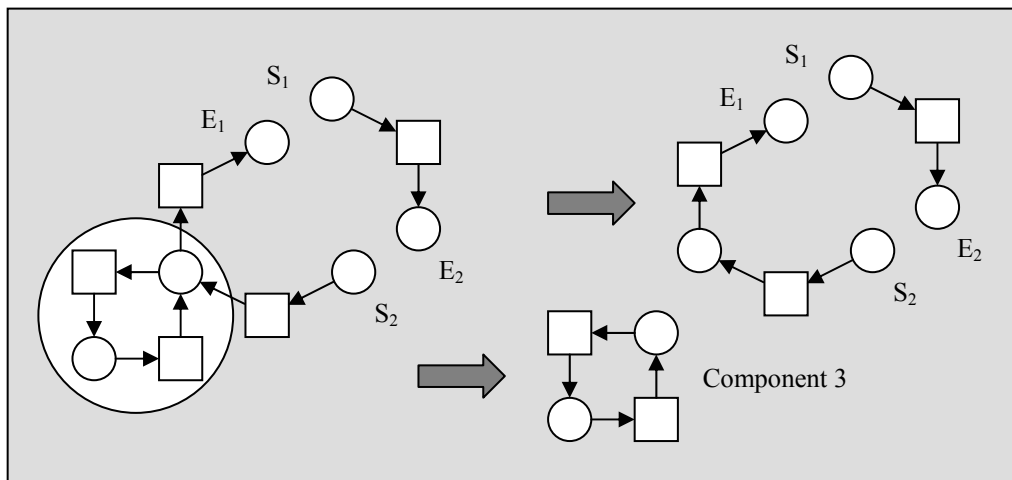 S₁
E₁
E₂
S₂
S₁
E₁
E₂
S₂
Component 3